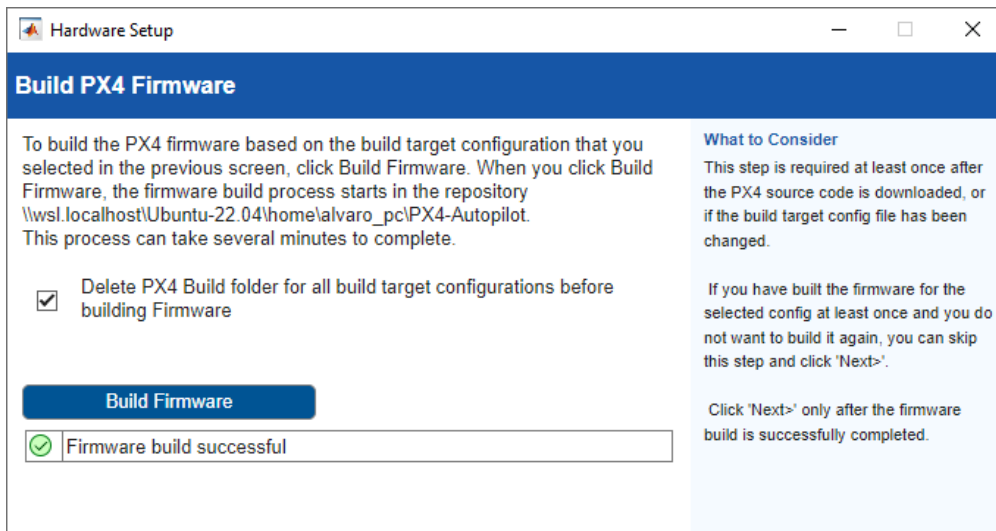 Hardware Setup
Build PX4 Firmware
To build the PX4 firmware based on the build target configuration that you
selected in the previous screen, click Build Firmware. When you click Build
Firmware, the firmware build process starts in the repository
\\wsl.localhost\Ubuntu-22.04\home\alvaro_pc\PX4-Autopilot.
This process can take several minutes to complete.
Delete PX4 Build folder for all build target configurations before
building Firmware
Build Firmware
Firmware build successful
What to Consider
This step is required at least once after
the PX4 source code is downloaded, or
if the build target config file has been
changed.
If you have built the firmware for the
selected config at least once and you do
not want to build it again, you can skip
this step and click 'Next>'.
Click 'Next>' only after the firmware
build is successfully completed.